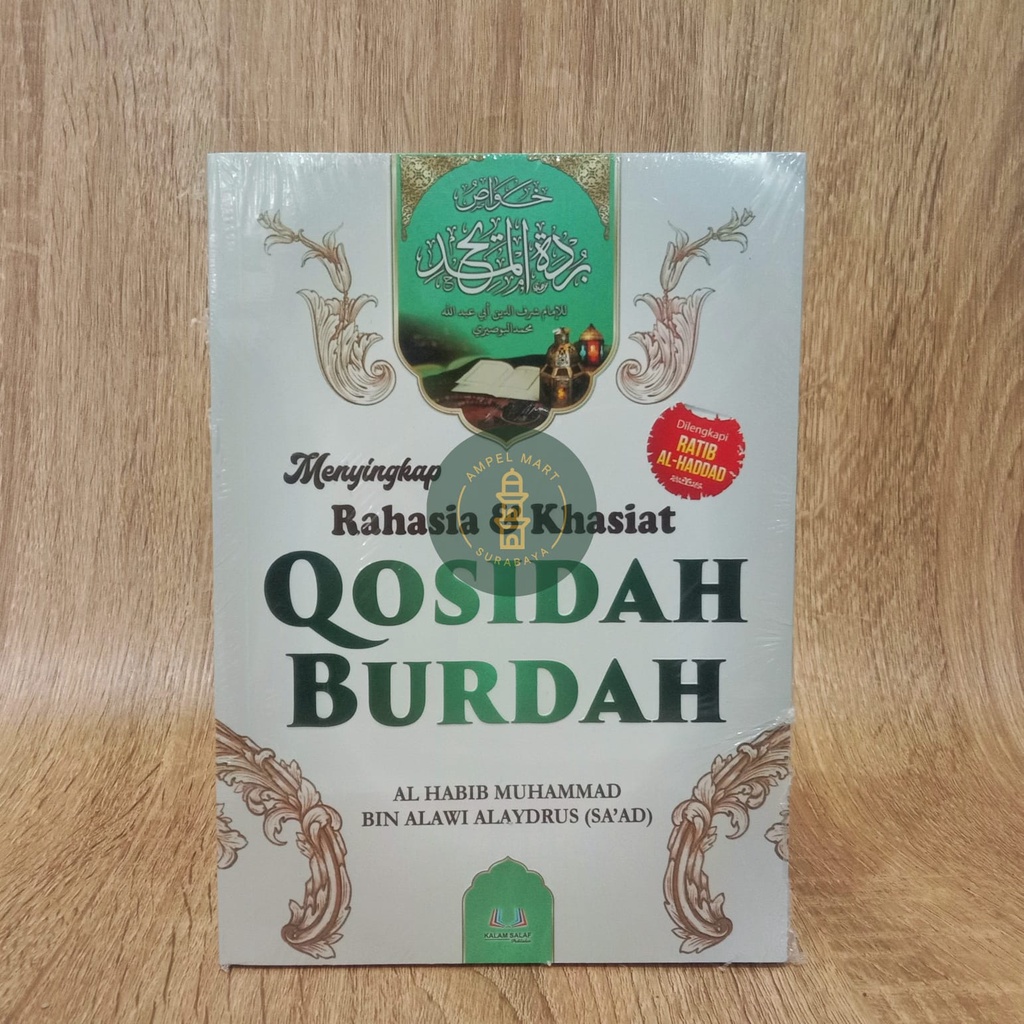 خواص
بردة المديح
للإمام شرف الدين أبي عبد الله
محمد البوصيري
Dilengkapi
RATIB
AL-HADDAD
Menyingkap
Rahasia & Khasiat
QOSIDAH
BURDAH
AMPEL MART
SURABAYA
AL HABIB MUHAMMAD
BIN ALAWI ALAYDRUS (SA'AD)
KALAM SALAF